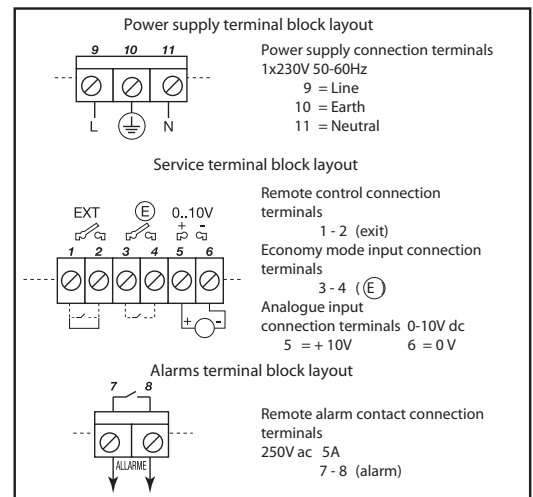 Power supply terminal block layout
9 10 11
L N
Power supply connection terminals
1x230V 50-60Hz
9 = Line
10 = Earth
11 = Neutral
Service terminal block layout
EXT E 0..10V
+ -
1 2 3 4 5 6
+ -
Remote control connection
terminals
1 - 2 (exit)
Economy mode input connection
terminals
3 - 4 ( E )
Analogue input
connection terminals 0-10V dc
5 = + 10V 6 = 0 V
Alarms terminal block layout
7 8
ALLARME
Remote alarm contact connection
terminals
250V ac 5A
7 - 8 (alarm)